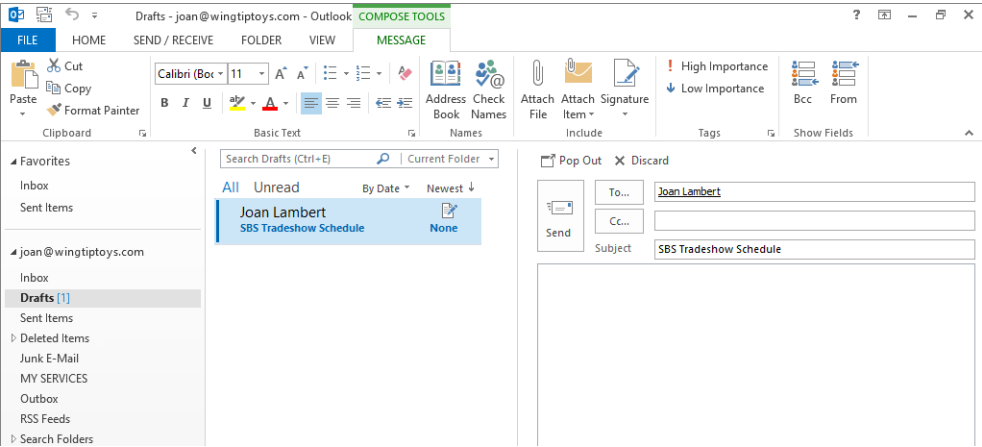 Drafts - joan@wingtiptoys.com - Outlook COMPOSE TOOLS ?
FILE HOME SEND / RECEIVE FOLDER VIEW MESSAGE
Paste
Cut
Copy
Format Painter
Clipboard
Calibri (Boc 11 A A
B I U ab A
Basic Text
Address Book
Check Names
Names
Attach File
Attach Item
Signature
Include
! High Importance
Low Importance
Tags
Bcc From
Show Fields
Favorites
Inbox
Sent Items
joan@wingtiptoys.com
Inbox
Drafts [1]
Sent Items
Deleted Items
Junk E-Mail
MY SERVICES
Outbox
RSS Feeds
Search Folders
Search Drafts (Ctrl+E) Current Folder
All Unread By Date Newest
Joan Lambert
SBS Tradeshow Schedule None
Pop Out Discard
Send
To... Joan Lambert
Cc...
Subject SBS Tradeshow Schedule